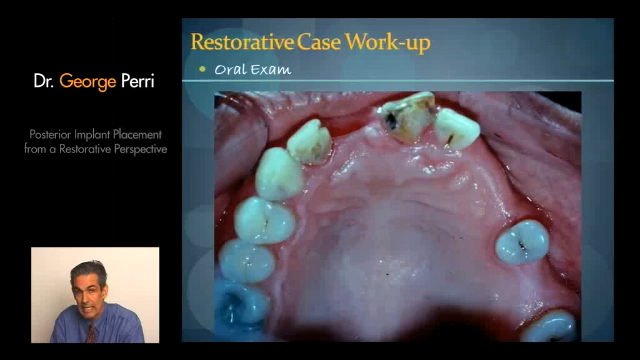 Dr. George Perri
Posterior Implant Placement
from a Restorative Perspective
Restorative Case Work-up
Oral Exam